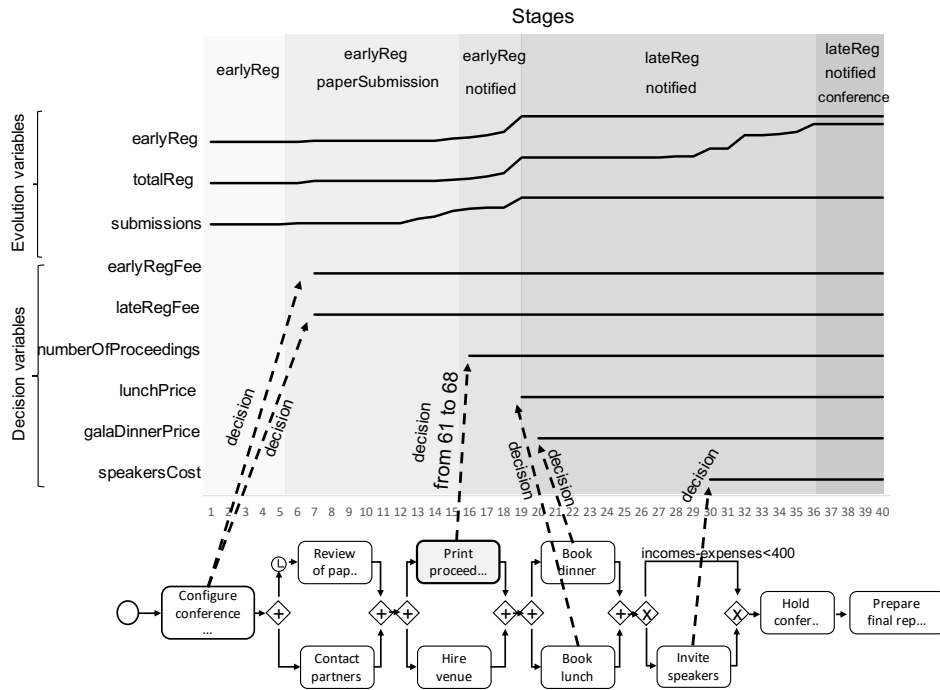 Stages
earlyReg
earlyReg
paperSubmission
earlyReg
notified
lateReg
notified
lateReg
notified
conference
Evolution variables
earlyReg
totalReg
submissions
Decision variables
earlyRegFee
lateRegFee
numberOfProceedings
lunchPrice
galaDinnerPrice
speakersCost
decision
decision
decision
from 61 to 68
decision
decision
decision
1 2 3 4 5 6 7 8 9 10 11 12 13 14 15 16 17 18 19 20 21 22 23 24 25 26 27 28 29 30 31 32 33 34 35 36 37 38 39 40
Configure
conference
...
Review
of pap..
Contact
partners
Print
proceed...
Hire
venue
Book
dinner
Book
lunch
incomes-expenses<400
X
X
Invite
speakers
Hold
confer..
Prepare
final rep...